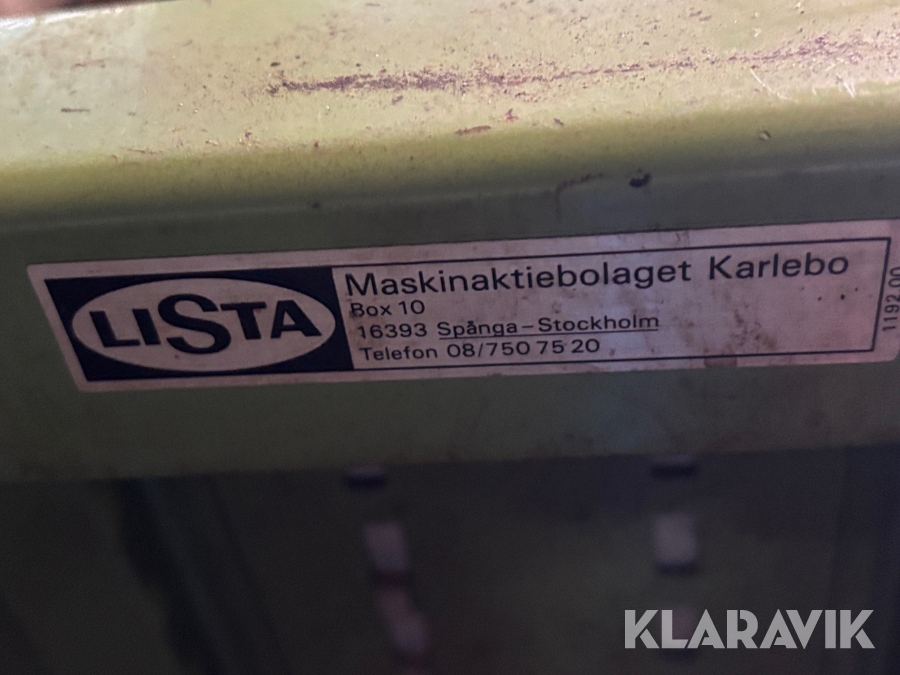 LISTA
Maskinaktiebolaget Karlebo
Box 10
16393 Spånga-Stockholm
Telefon 08/750 75 20
1192.00
KLARAVIK